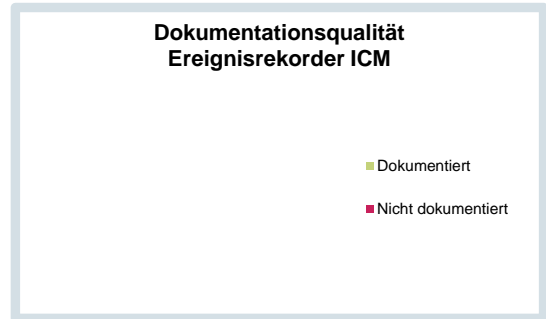 Dokumentationsqualität
Ereignisrekorder ICM
Dokumentiert
Nicht dokumentiert